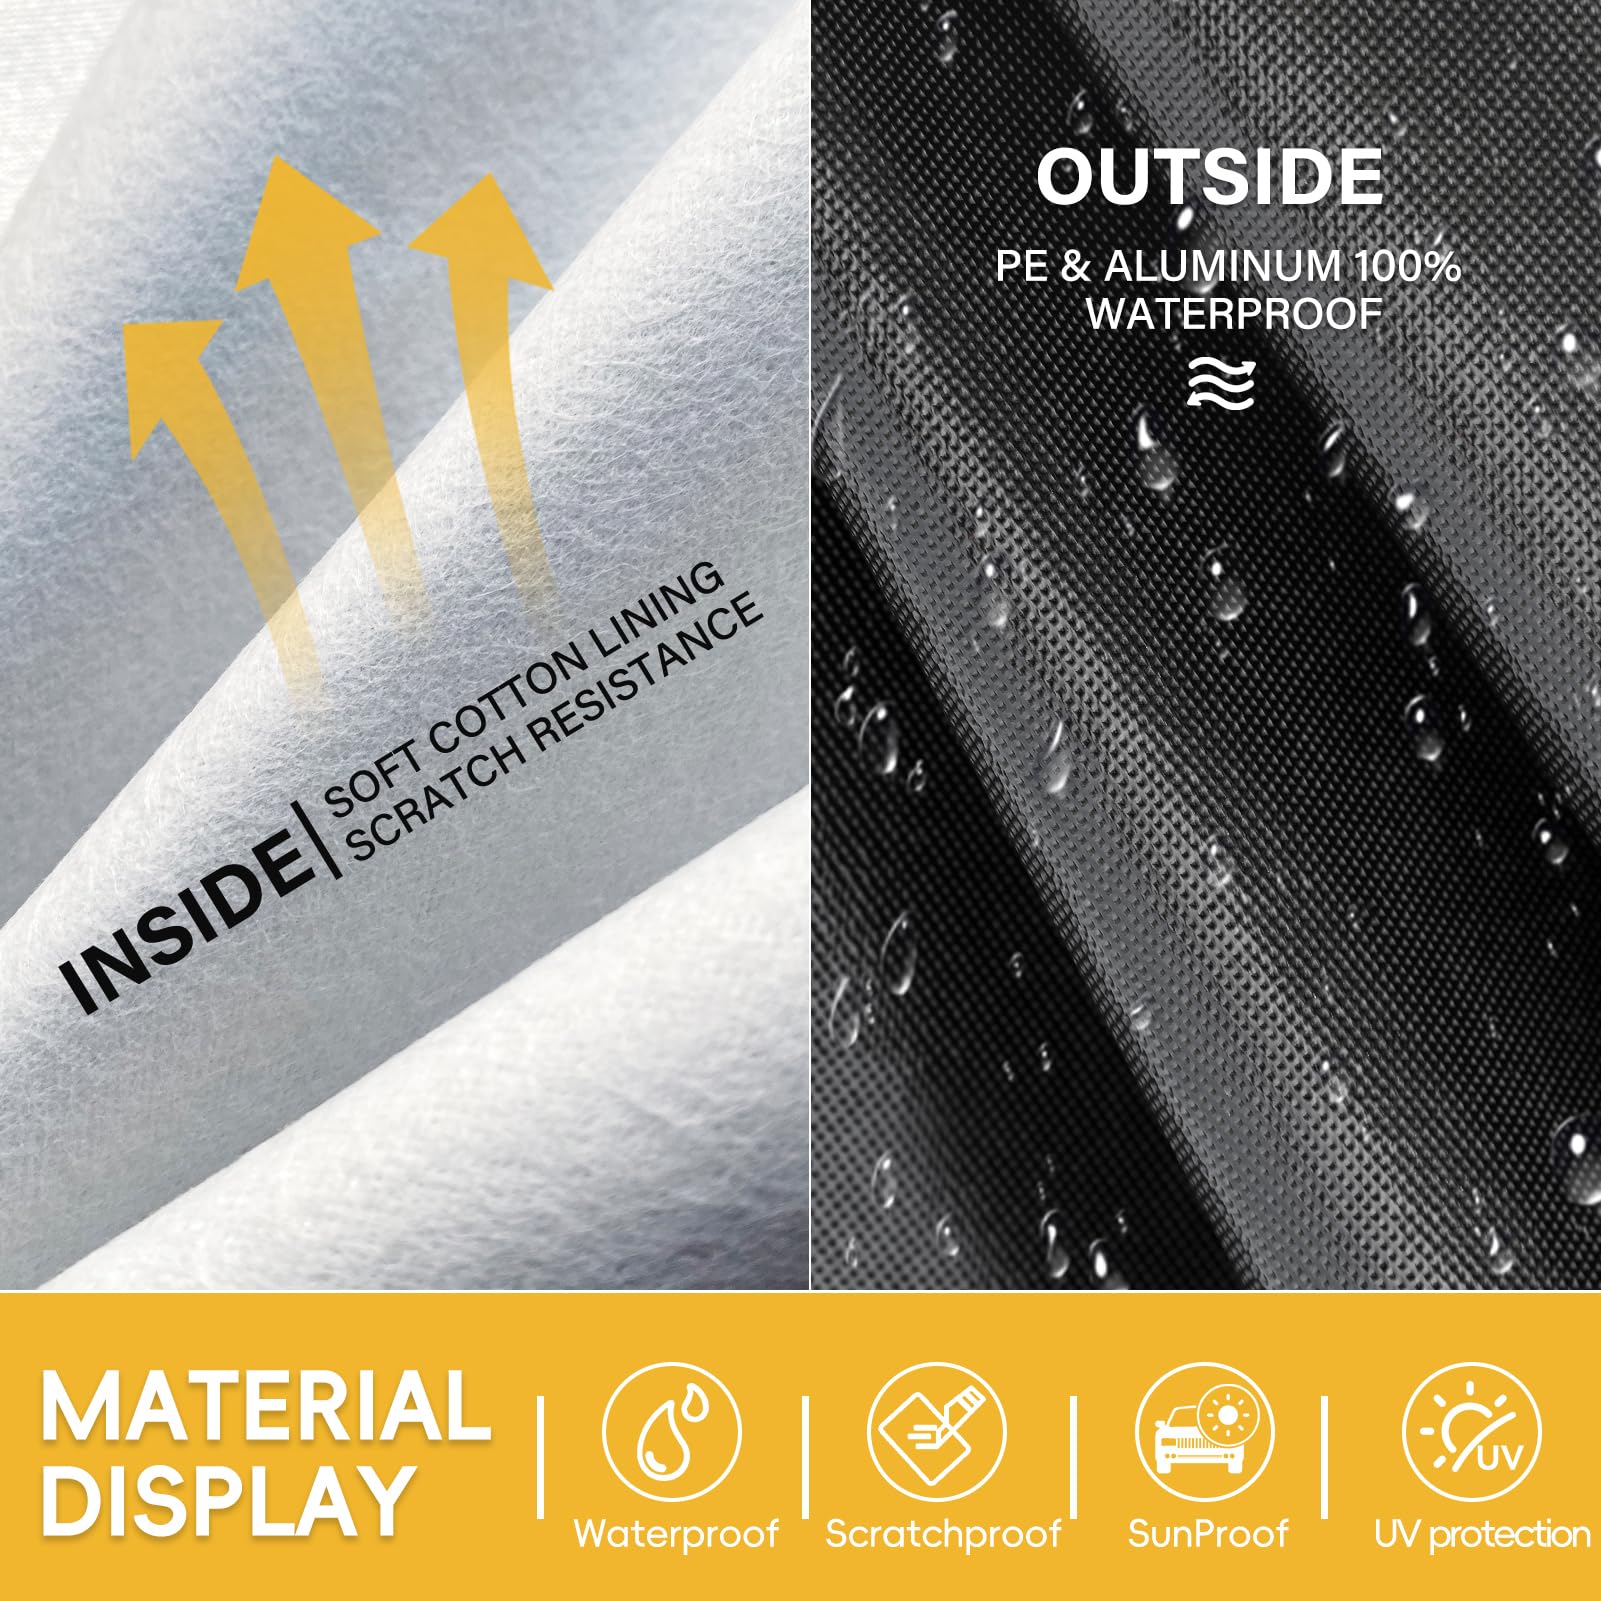 INSIDE
SOFT COTTON LINING
SCRATCH RESISTANCE
OUTSIDE
PE & ALUMINUM 100%
WATERPROOF
MATERIAL
DISPLAY
Waterproof
Scratchproof
SunProof
UV
UV protection